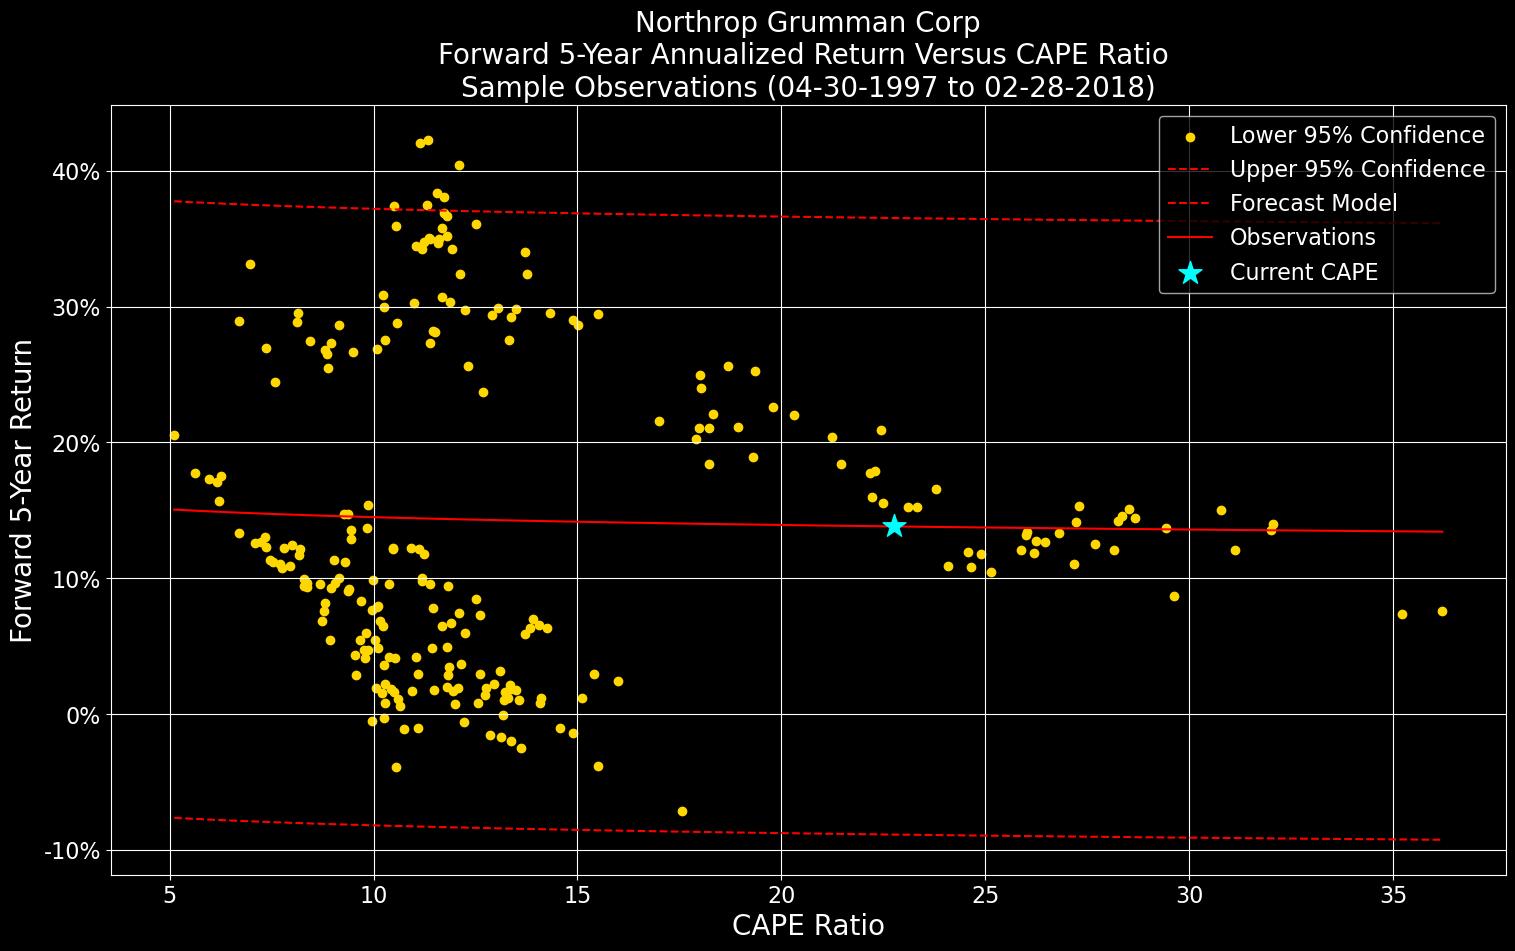 Northrop Grumman Corp
Forward 5-Year Annualized Return Versus CAPE Ratio
Sample Observations (04-30-1997 to 02-28-2018)
Lower 95% Confidence
Upper 95% Confidence
Forecast Model
Observations
Current CAPE
Forward 5-Year Return
40%
30%
20%
10%
0%
-10%
5 10 15 20 25 30 35
CAPE Ratio